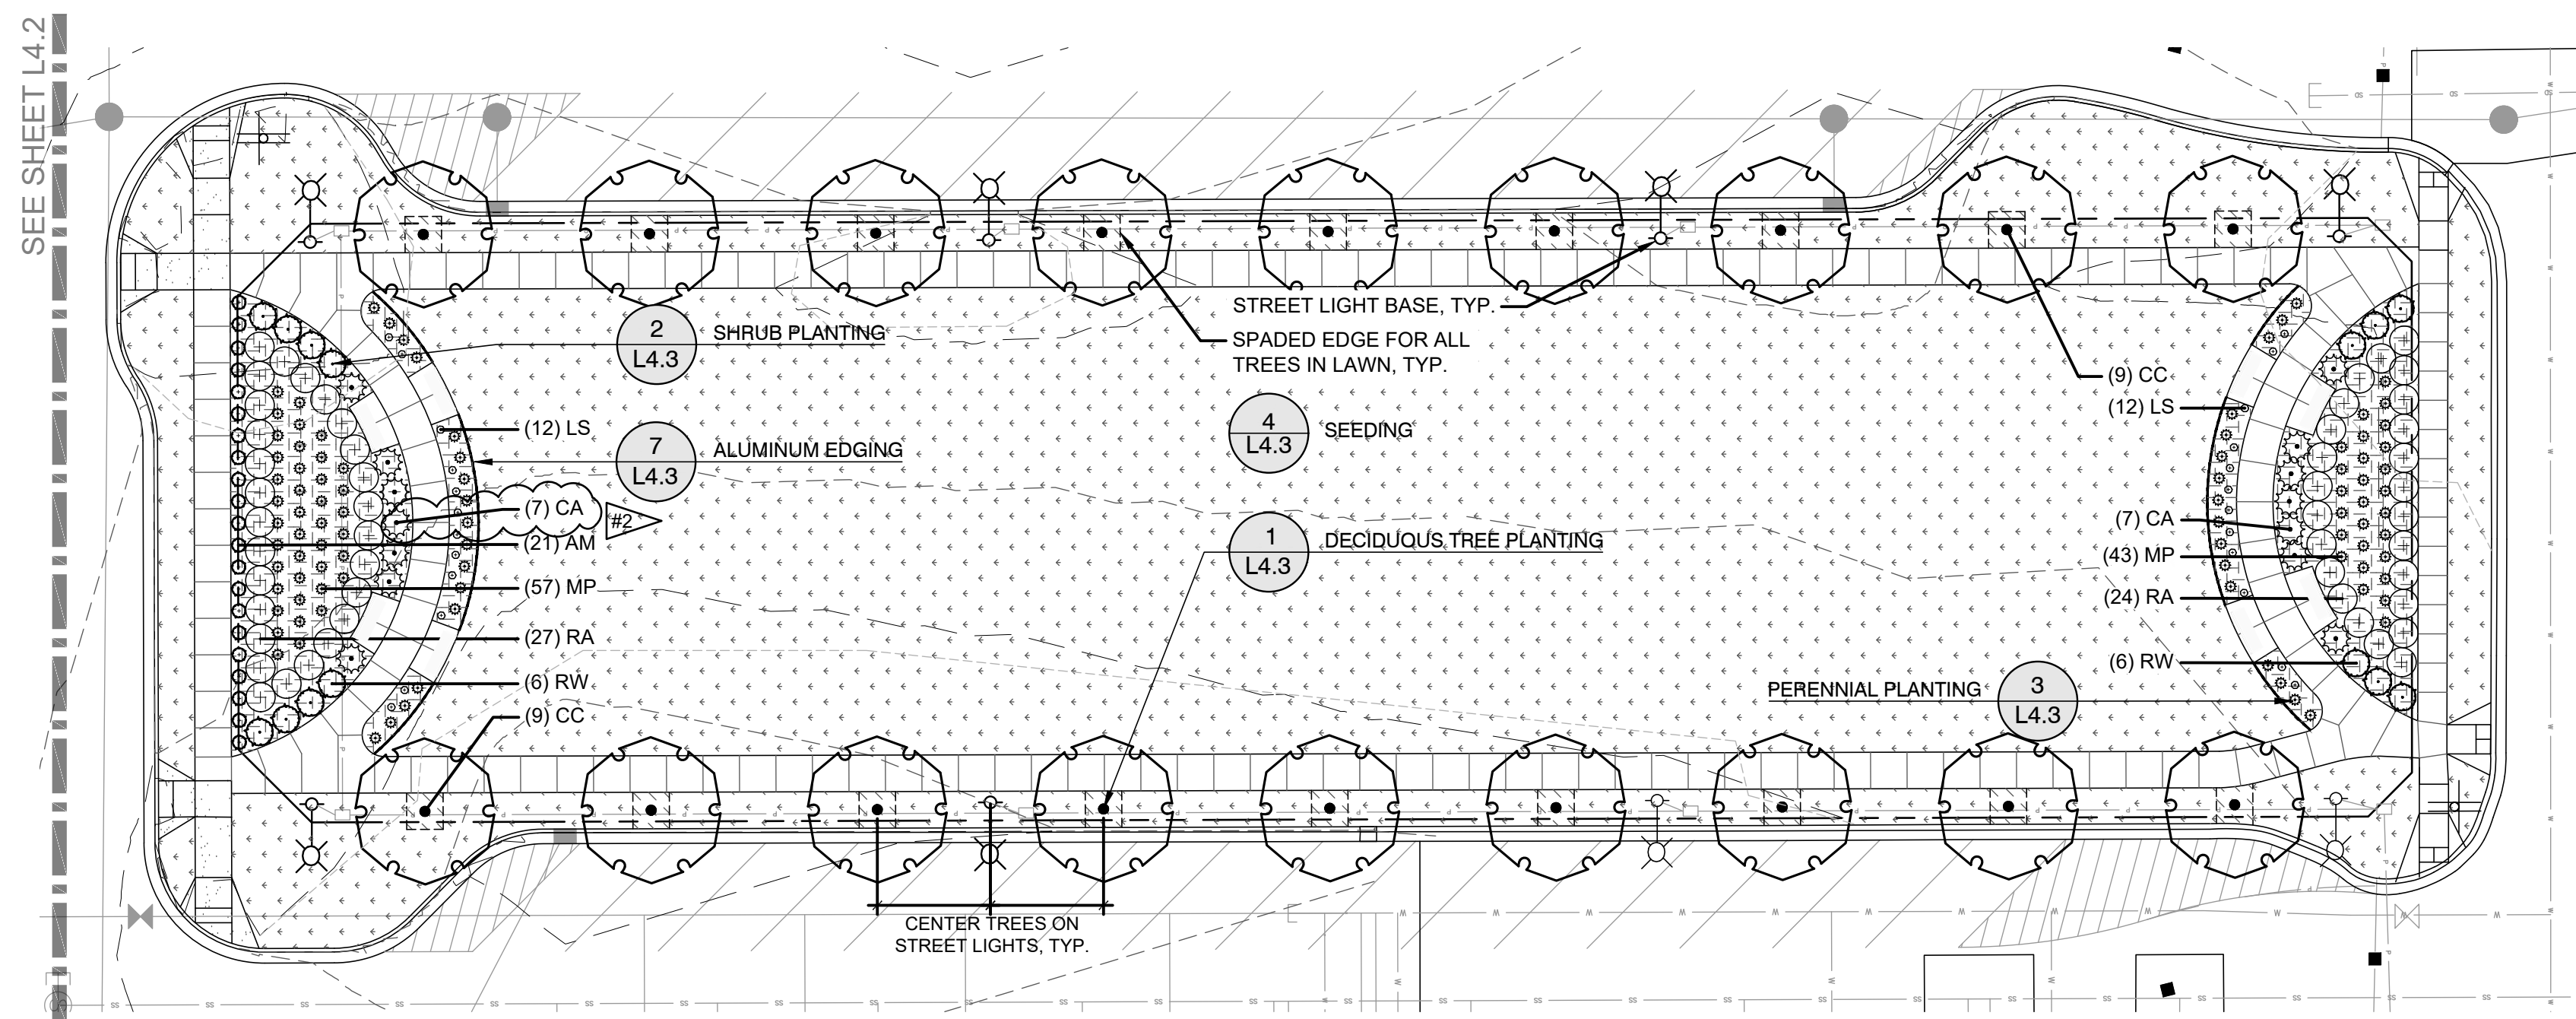 SEE SHEET L4.2
2
L4.3
SHRUB PLANTING
STREET LIGHT BASE, TYP.
SPADED EDGE FOR ALL
TREES IN LAWN, TYP.
(9) CC
(12) LS
(12) LS
7
L4.3
ALUMINUM EDGING
4
L4.3
SEEDING
(7) CA
#2
(21) AM
(57) MP
(27) RA
(6) RW
(9) CC
1
L4.3
DECIDUOUS TREE PLANTING
(7) CA
(43) MP
(24) RA
(6) RW
PERENNIAL PLANTING
3
L4.3
CENTER TREES ON
STREET LIGHTS, TYP.